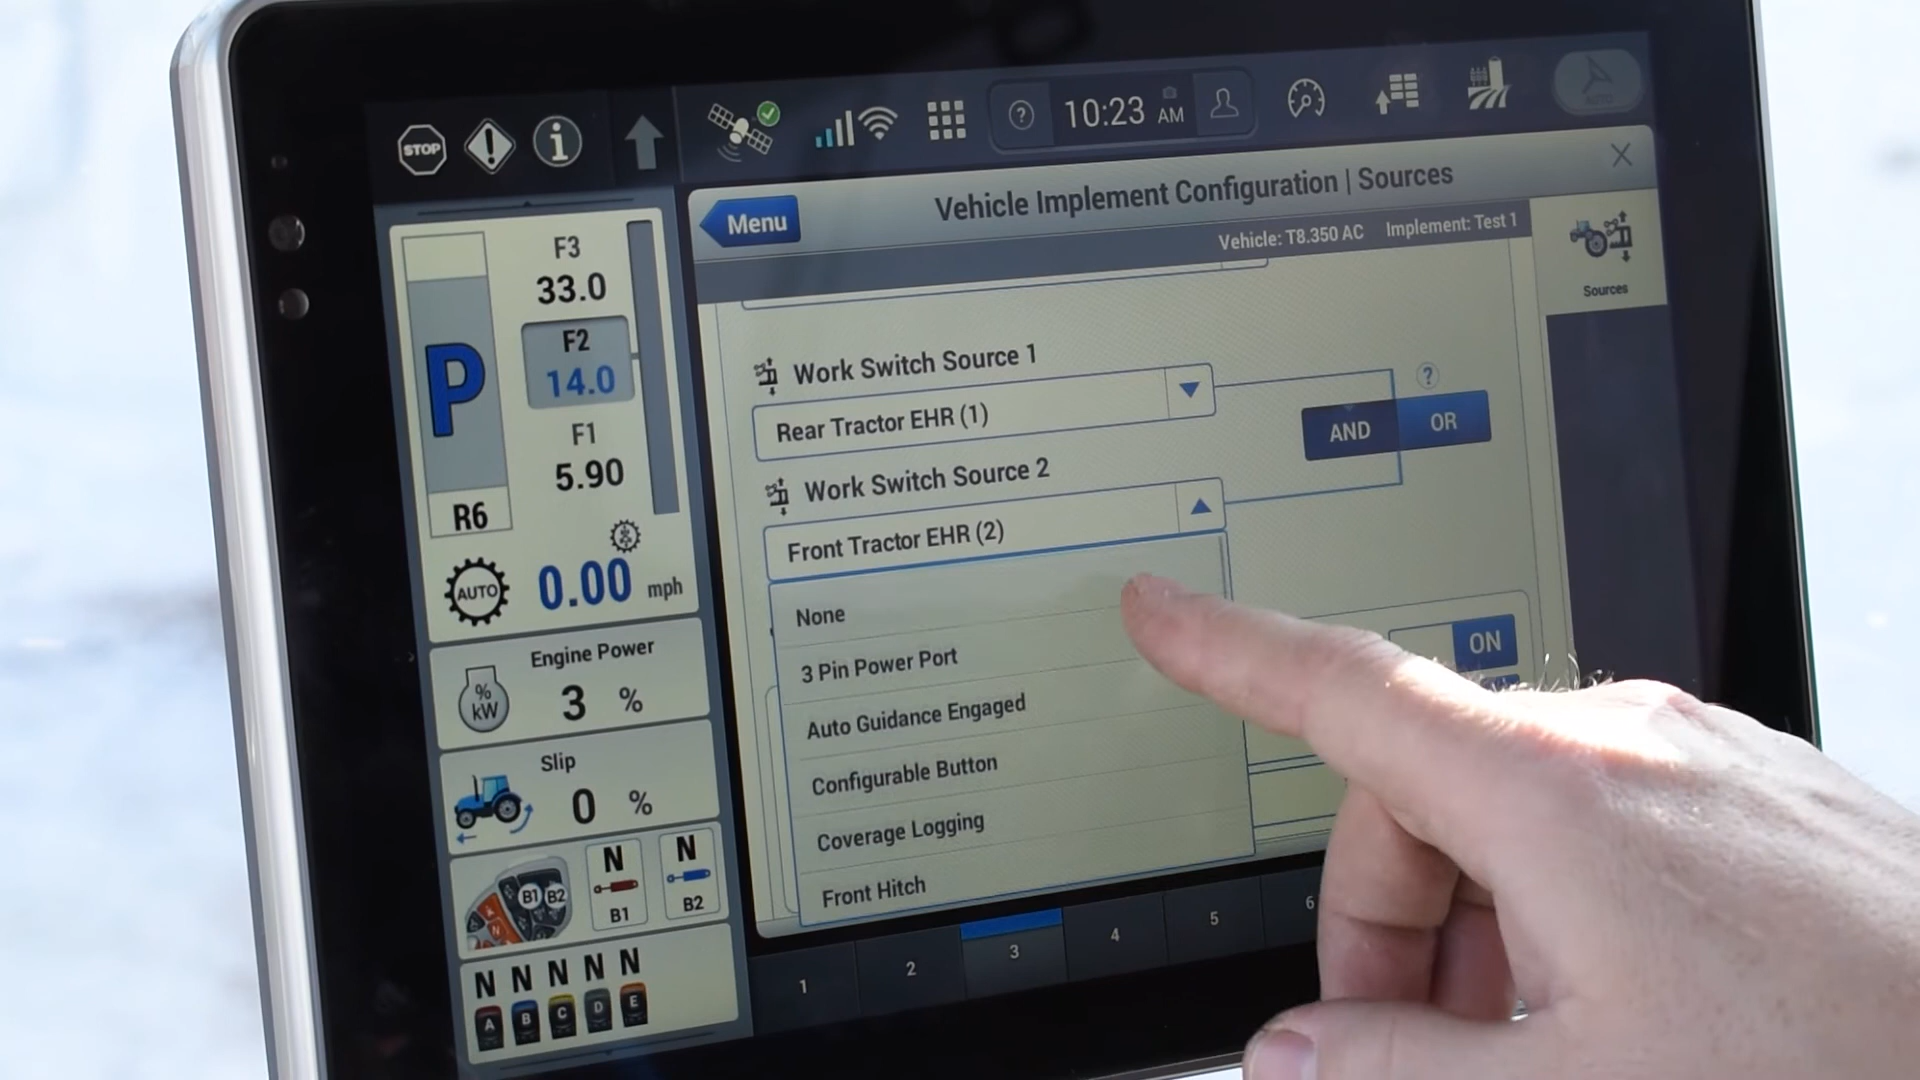 STOP
?
10:23 AM
Menu
Vehicle Implement Configuration | Sources
Vehicle: T8.350 AC
Implement: Test 1
Sources
F3
33.0
F2
14.0
F1
5.90
P
R6
AUTO
0.00 mph
Engine Power
% kW
3 %
Slip
0 %
B1 B2
N
N
N
B1
B2
N N N N N
A B C D E
Work Switch Source 1
Rear Tractor EHR (1)
?
AND OR
Work Switch Source 2
Front Tractor EHR (2)
None
3 Pin Power Port
Auto Guidance Engaged
Configurable Button
Coverage Logging
Front Hitch
ON
1 2 3 4 5 6